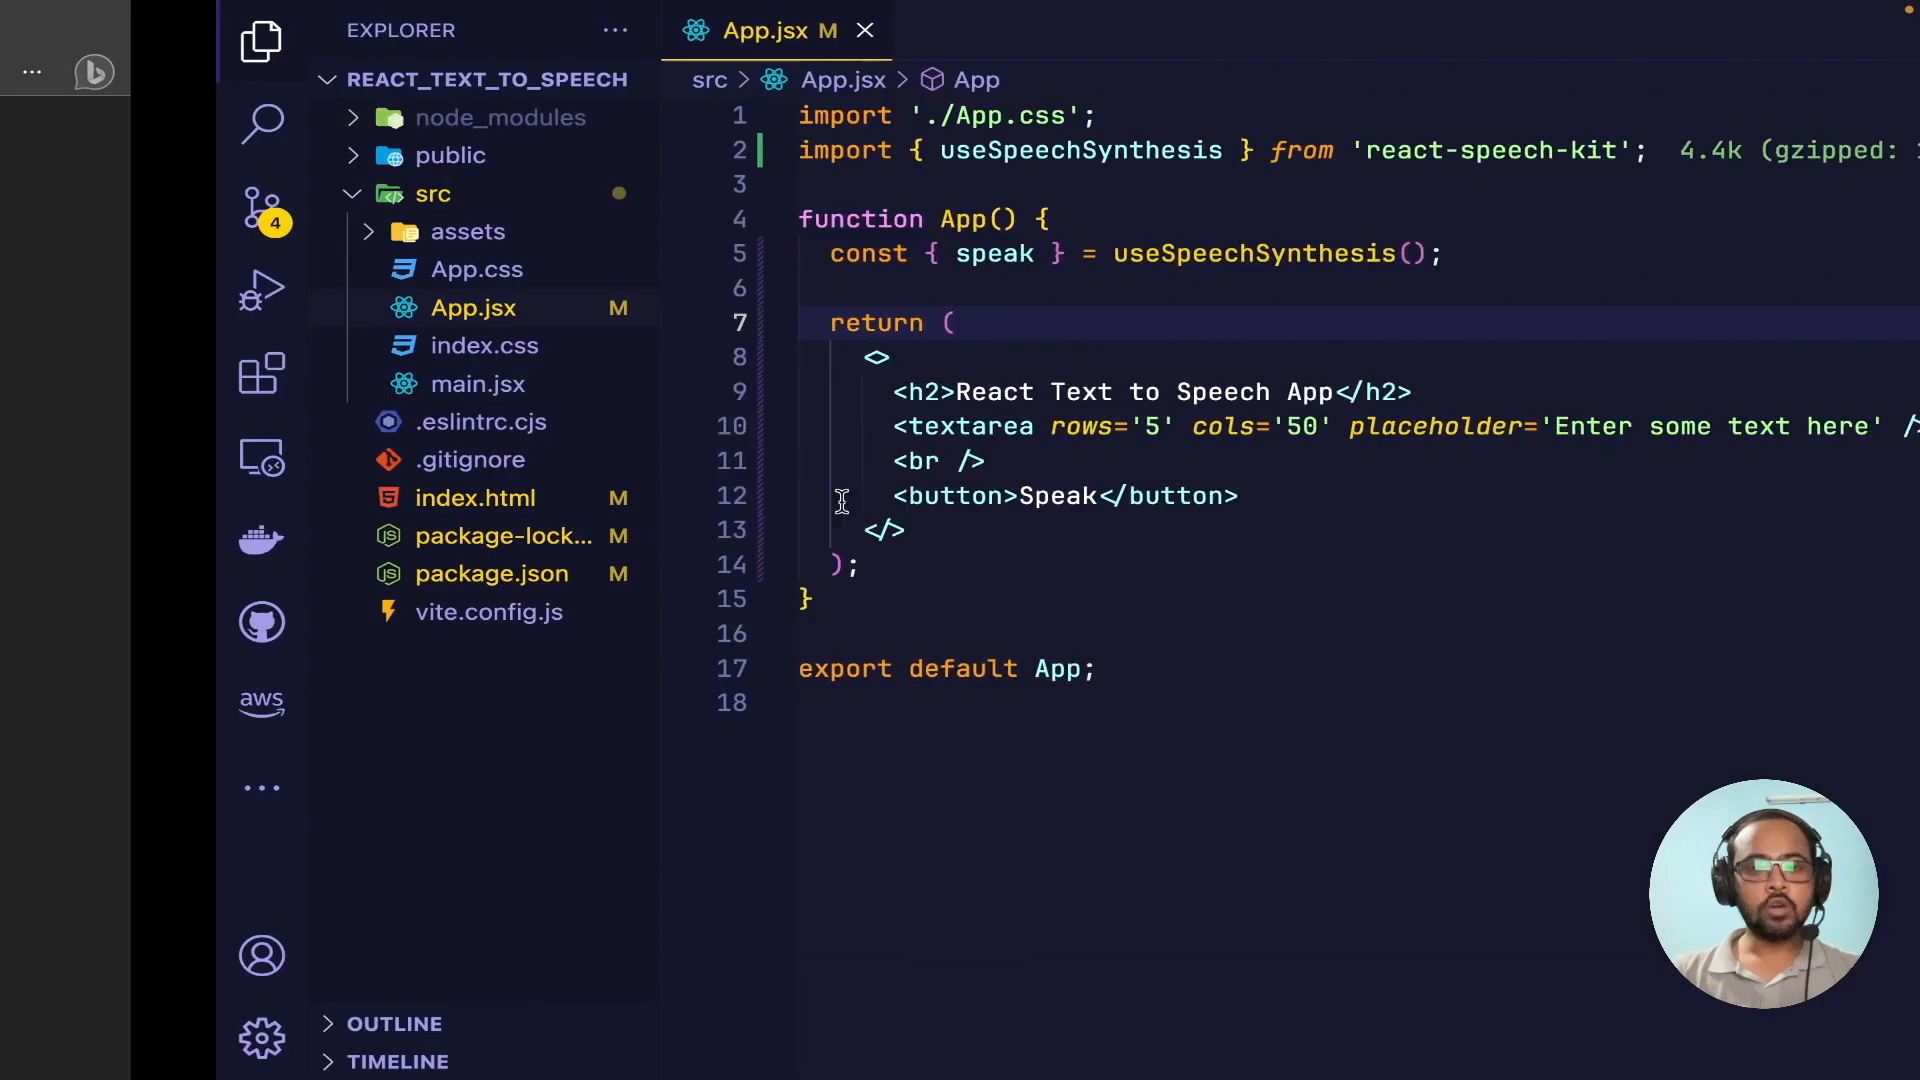 EXPLORER
App.jsx M
REACT_TEXT_TO_SPEECH
node_modules
public
src
assets
App.css
App.jsx M
index.css
main.jsx
.eslintrc.cjs
.gitignore
index.html M
package-lock... M
package.json M
vite.config.js
OUTLINE
TIMELINE
4
aws
src > App.jsx > App
1 import './App.css';
2 import { useSpeechSynthesis } from 'react-speech-kit'; 4.4k (gzipped:
3
4 function App() {
5 const { speak } = useSpeechSynthesis();
6
7 return (
8 <>
9 <h2>React Text to Speech App</h2>
10 <textarea rows='5' cols='50' placeholder='Enter some text here' />
11 <br />
12 <button>Speak</button>
13 </>
14 );
15 }
16
17 export default App;
18